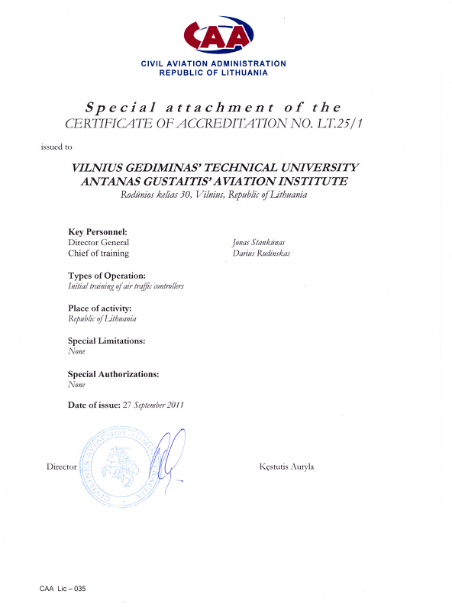 CAA
CIVIL AVIATION ADMINISTRATION
REPUBLIC OF LITHUANIA
Special attachment of the
CERTIFICATE OF ACCREDITATION NO. LT.25/1
issued to
VILNIUS GEDIMINAS' TECHNICAL UNIVERSITY
ANTANAS GUSTAITIS' AVIATION INSTITUTE
Rodūnios kelias 30, Vilnius, Republic of Lithuania
Key Personnel:
Director General Jonas Stankūnas
Chief of training Darius Rudinskas
Types of Operation:
Initial training of air traffic controllers
Place of activity:
Republic of Lithuania
Special Limitations:
None
Special Authorizations:
None
Date of issue: 27 September 2011
Director Kęstutis Auryla
CAA Lic – 035